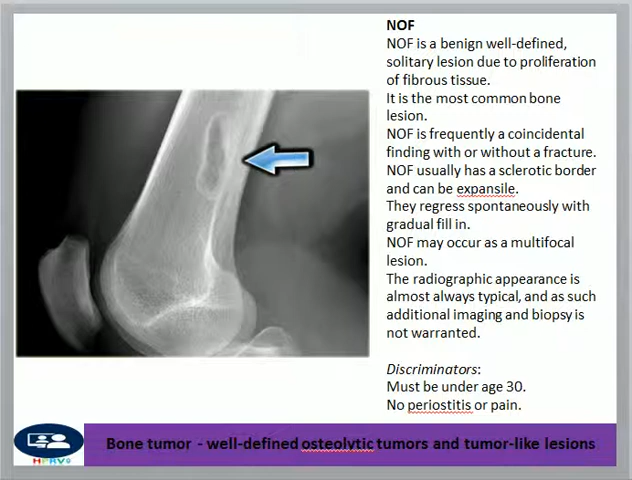 NOF
NOF is a benign well-defined,
solitary lesion due to proliferation
of fibrous tissue.
It is the most common bone
lesion.
NOF is frequently a coincidental
finding with or without a fracture.
NOF usually has a sclerotic border
and can be expansile.
They regress spontaneously with
gradual fill in.
NOF may occur as a multifocal
lesion.
The radiographic appearance is
almost always typical, and as such
additional imaging and biopsy is
not warranted.
Discriminators:
Must be under age 30.
No periostitis or pain.
Bone tumor - well-defined osteolytic tumors and tumor-like lesions